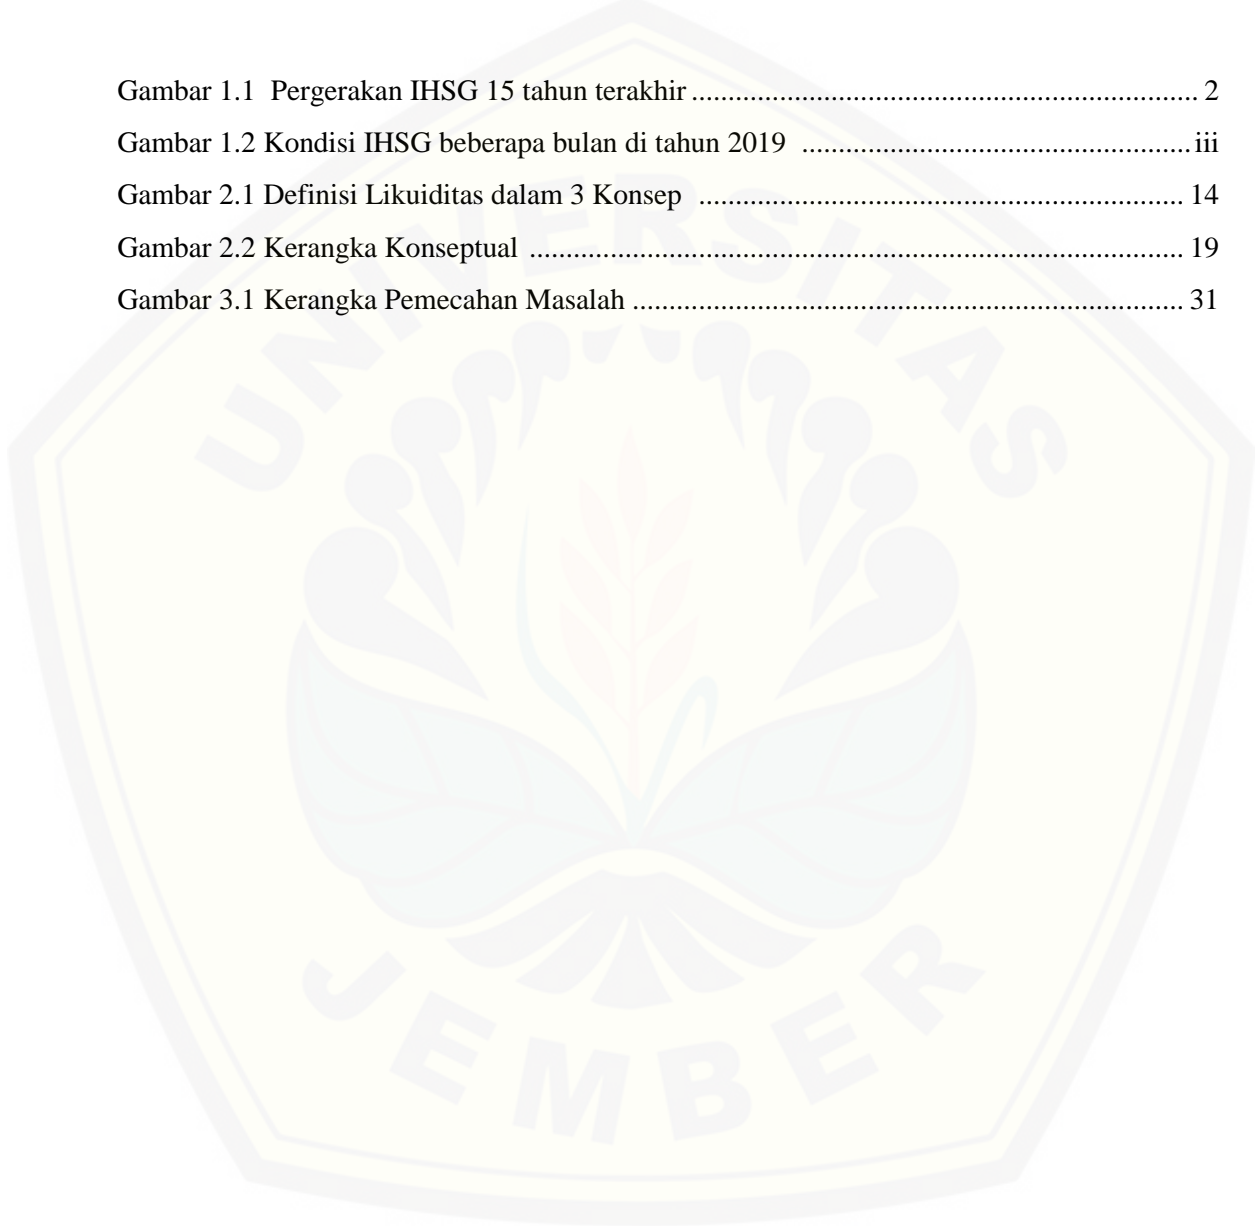 Gambar 1.1  Pergerakan IHSG 15 tahun terakhir ........................................................................ 2
Gambar 1.2 Kondisi IHSG beberapa bulan di tahun 2019  ....................................................... iii
Gambar 2.1 Definisi Likuiditas dalam 3 Konsep  .................................................................... 14
Gambar 2.2 Kerangka Konseptual  ............................................................................................ 19
Gambar 3.1 Kerangka Pemecahan Masalah .............................................................................. 31
UNIVERSITAS
JEMBER